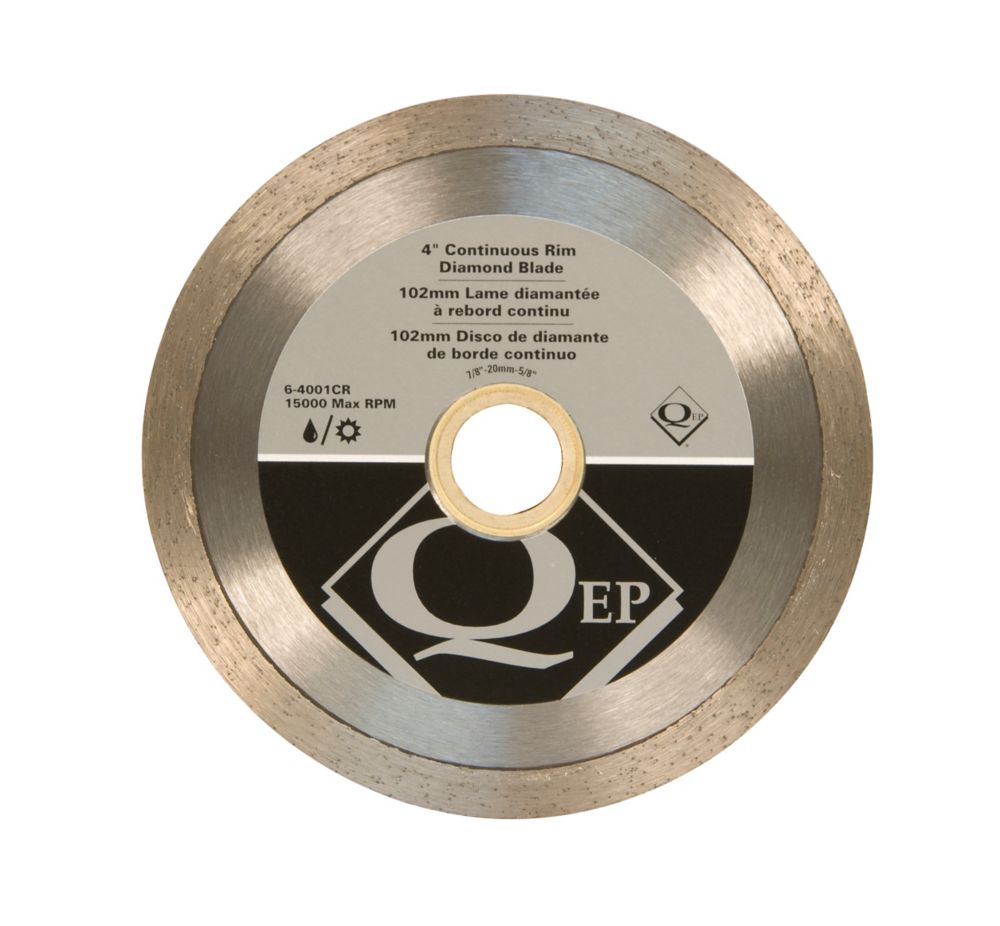 4" Continuous Rim
Diamond Blade
102mm Lame diamantée
à rebord continu
102mm Disco de diamante
de borde continuo
7/8"-20mm-5/8"
6-4001CR
15000 Max RPM
QEP
QEP